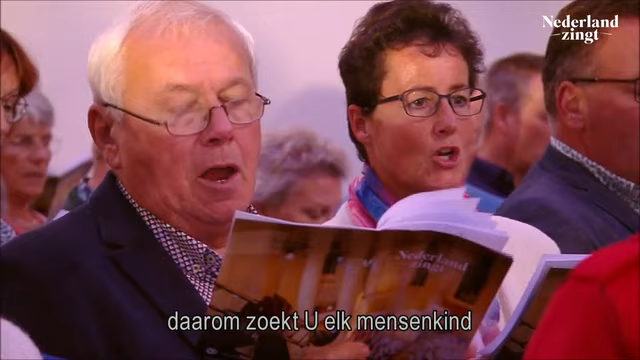 Nederland
zingt
Nederland
zingt
daarom zoekt U elk mensenkind